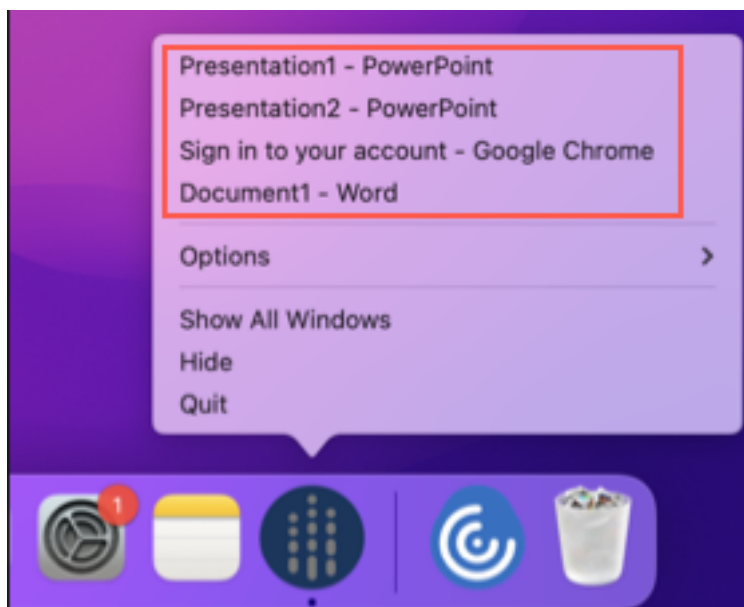 Presentation1 - PowerPoint
Presentation2 - PowerPoint
Sign in to your account - Google Chrome
Document1 - Word
Options
Show All Windows
Hide
Quit
1